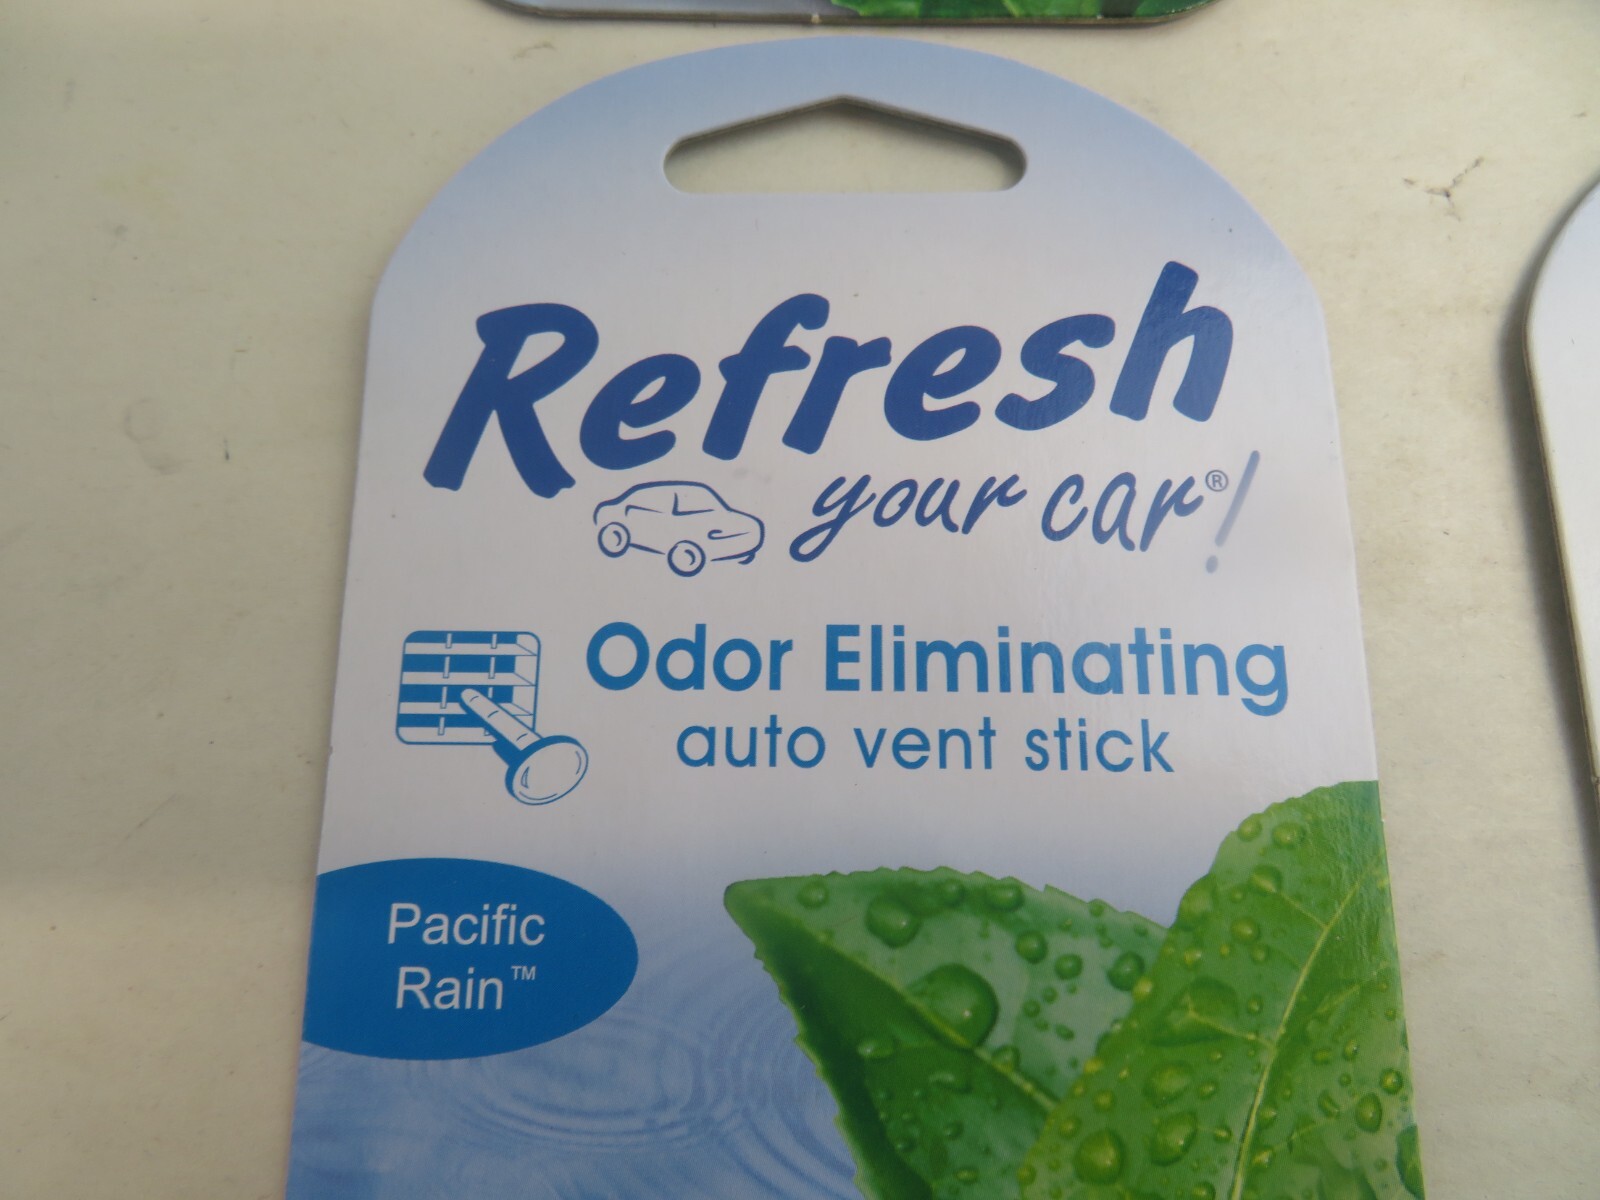 Refresh
your car®!
Odor Eliminating
auto vent stick
Pacific
Rain™